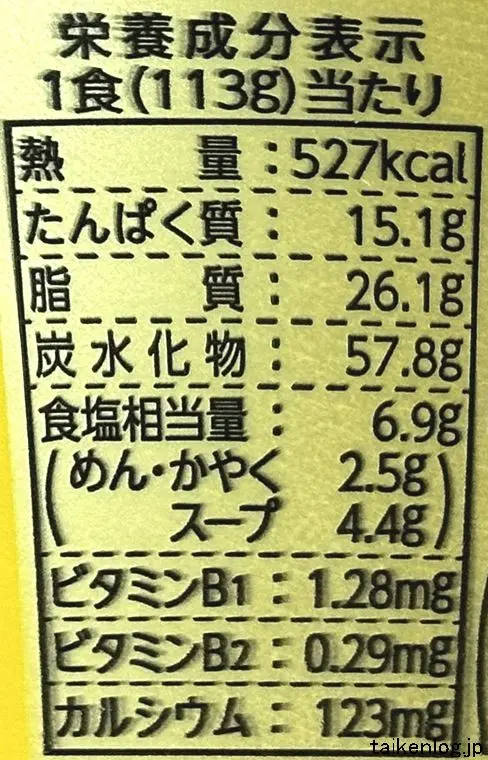 栄養成分表示
1食(113g)当たり
熱量:527kcal
たんぱく質:15.1g
脂質:26.1g
炭水化物:57.8g
食塩相当量:6.9g
(めん・かやく 2.5g
スープ 4.4g)
ビタミンB1:1.28mg
ビタミンB2:0.29mg
カルシウム:123mg
taikenlog.jp